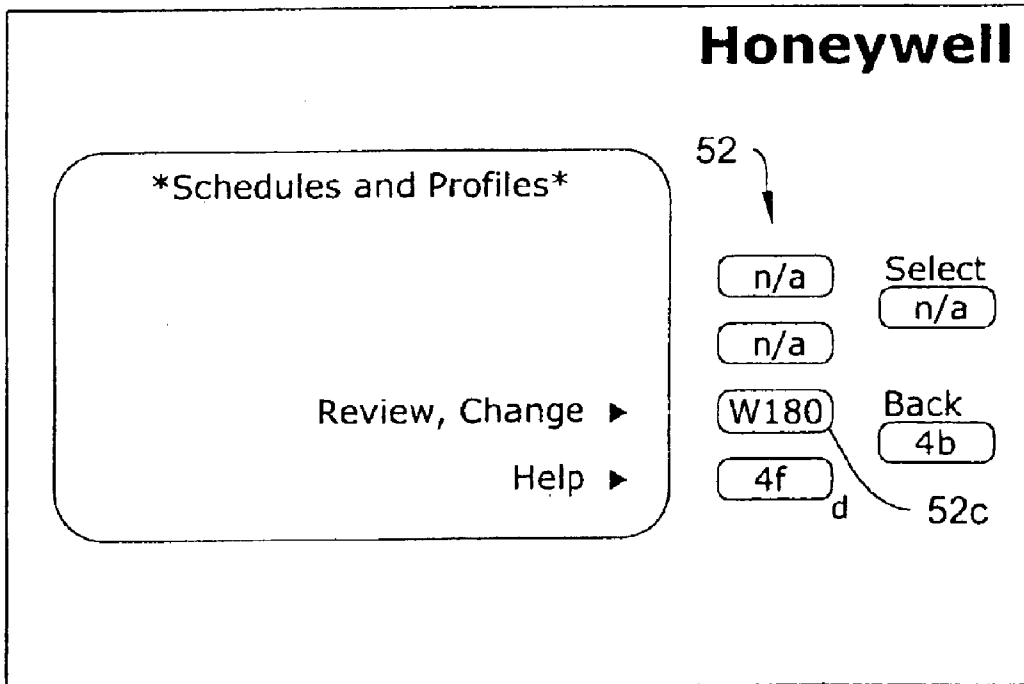 Honeywell
52
*Schedules and Profiles*
n/a
Select
n/a
n/a
Review, Change ▶
W180
Back
4b
Help ▶
4f
d
52c